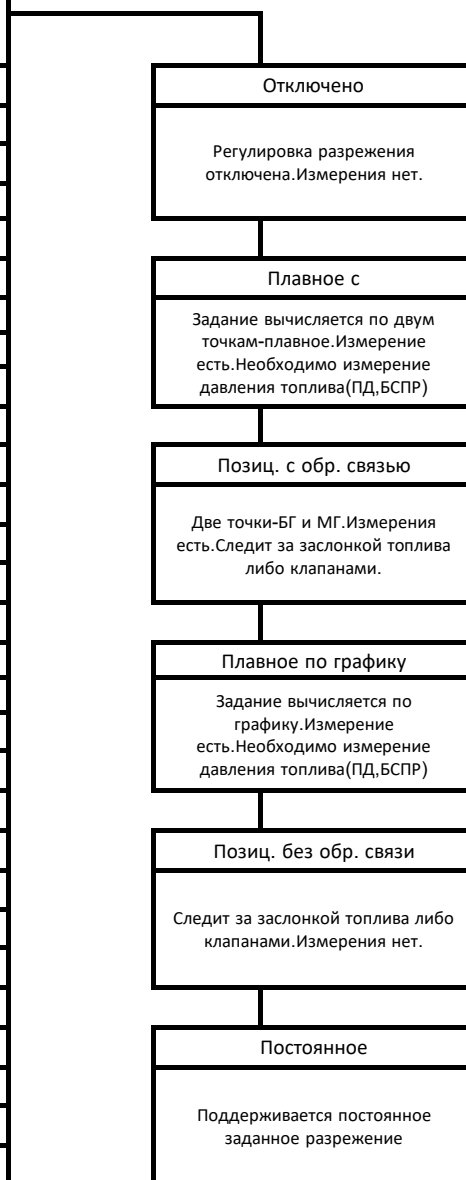 Отключено
Регулировка разрежения
отключена.Измерения нет.
Плавное с
Задание вычисляется по двум
точкам-плавное.Измерение
есть.Необходимо измерение
давления топлива(ПД,БСПР)
Позиц. с обр. связью
Две точки-БГ и МГ.Измерения
есть.Следит за заслонкой топлива
либо клапанами.
Плавное по графику
Задание вычисляется по
графику.Измерение
есть.Необходимо измерение
давления топлива(ПД,БСПР)
Позиц. без обр. связи
Следит за заслонкой топлива либо
клапанами.Измерения нет.
Постоянное
Поддерживается постоянное
заданное разрежение